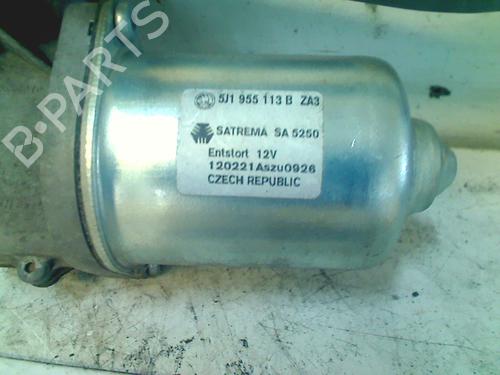 5J1 955 113 B ZA3
SATREMA SA 5250
Entstort 12V
120221Aszu0926
CZECH REPUBLIC
B-PARTS